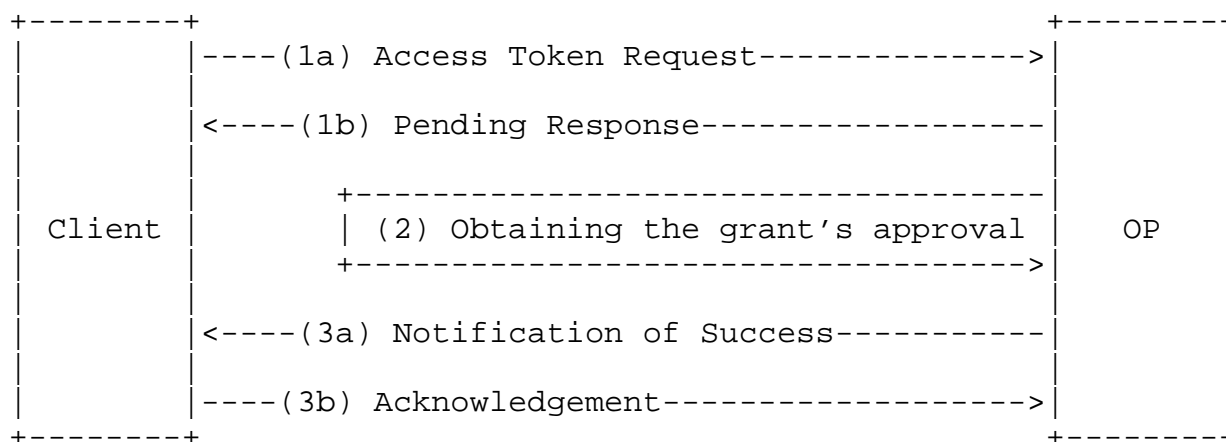 (1a) Access Token Request
(1b) Pending Response
Client (2) Obtaining the grant's approval OP
(3a) Notification of Success
(3b) Acknowledgement